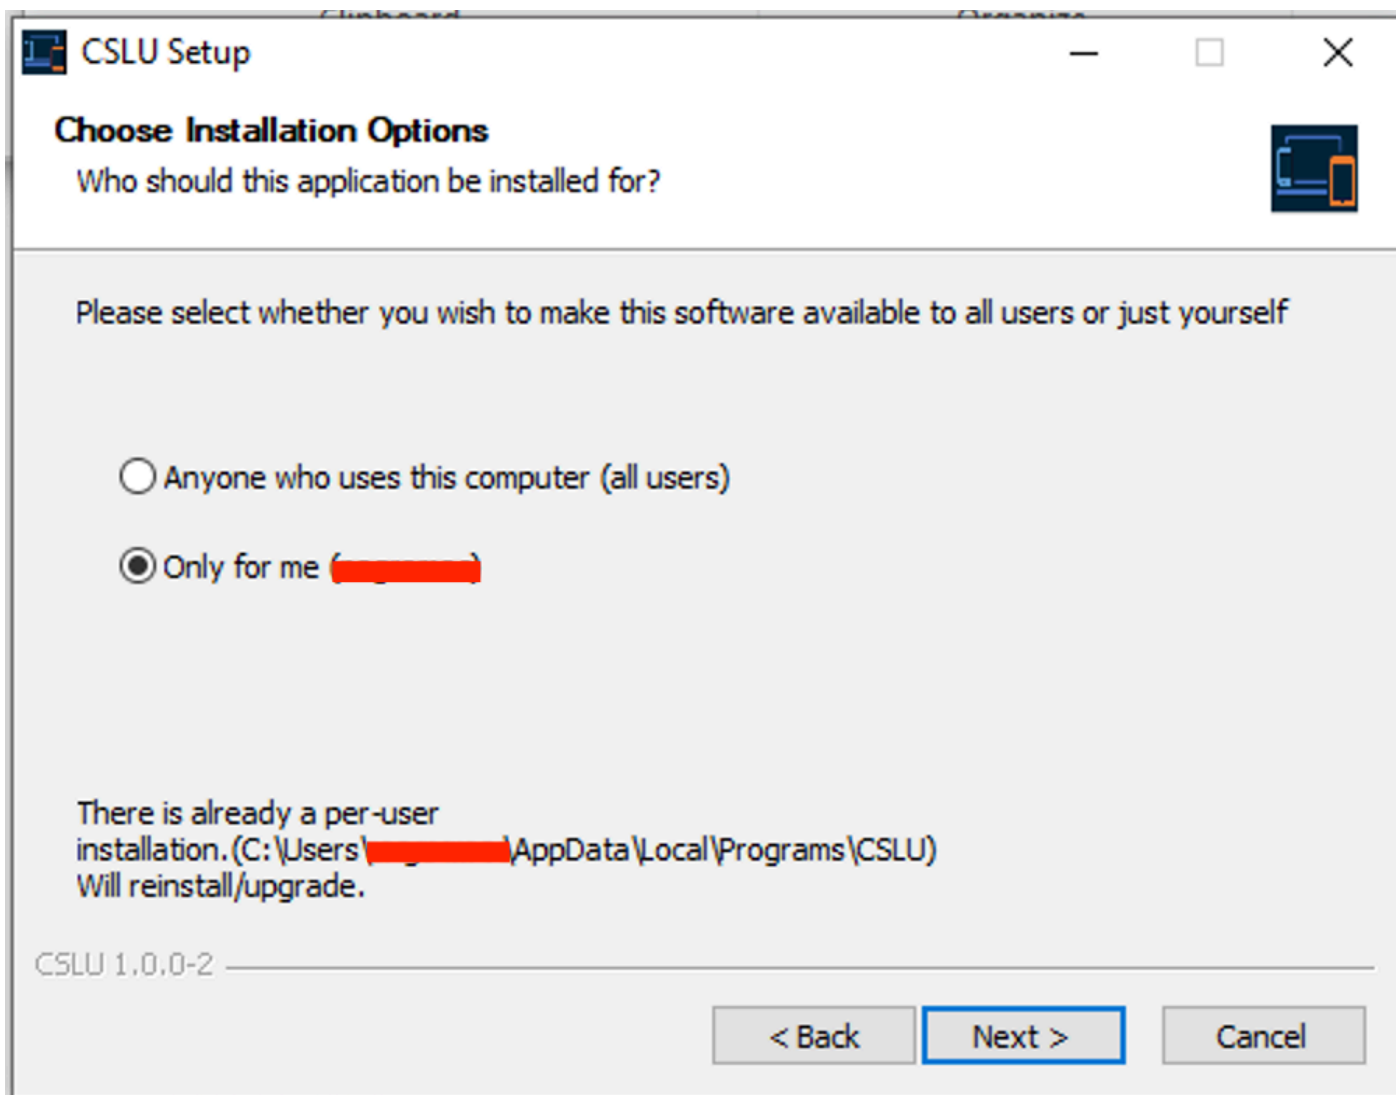 Clipboard Organize
CSLU Setup
Choose Installation Options
Who should this application be installed for?
Please select whether you wish to make this software available to all users or just yourself
Anyone who uses this computer (all users)
Only for me (
There is already a per-user
installation.(C:\Users\ \AppData\Local\Programs\CSLU)
Will reinstall/upgrade.
CSLU 1.0.0-2
< Back Next > Cancel